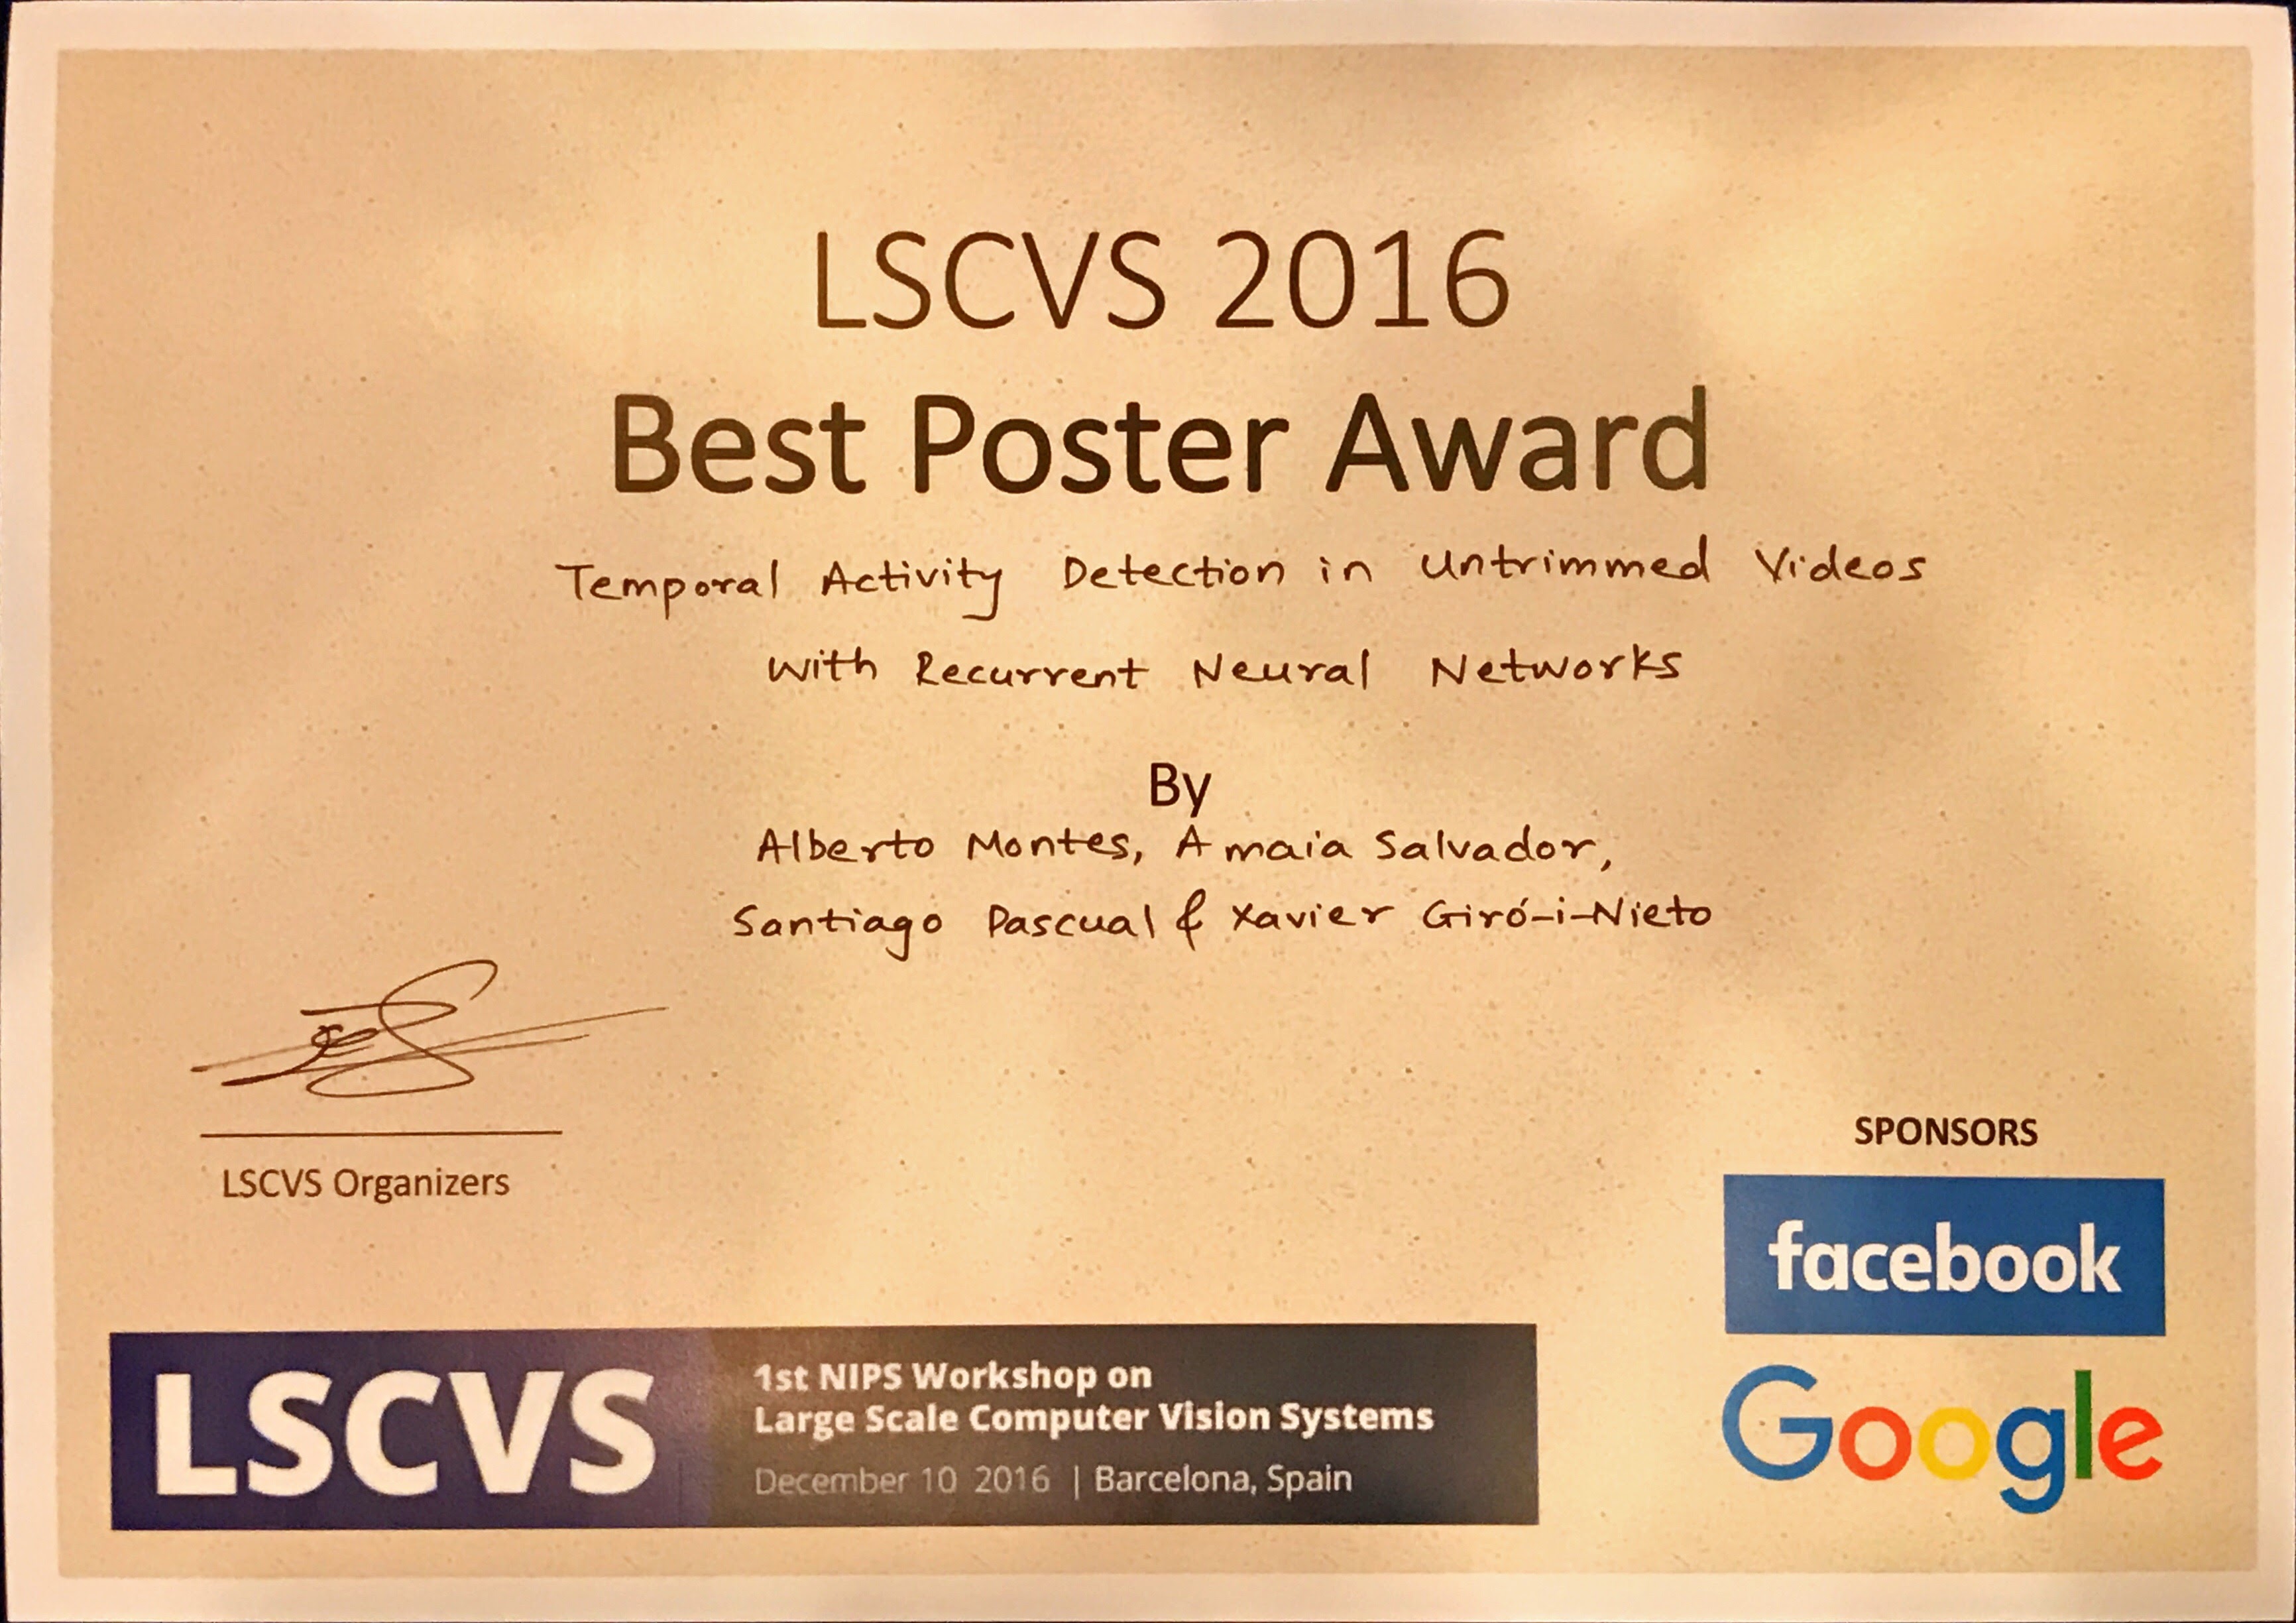 LSCVS 2016
Best Poster Award
Temporal Activity Detection in Untrimmed Videos
with Recurrent Neural Networks
By
Alberto Montes, Amaia Salvador,
Santiago Pascual & Xavier Giró-i-Nieto
LSCVS Organizers
SPONSORS
facebook
Google
LSCVS
1st NIPS Workshop on
Large Scale Computer Vision Systems
December 10 2016 | Barcelona, Spain